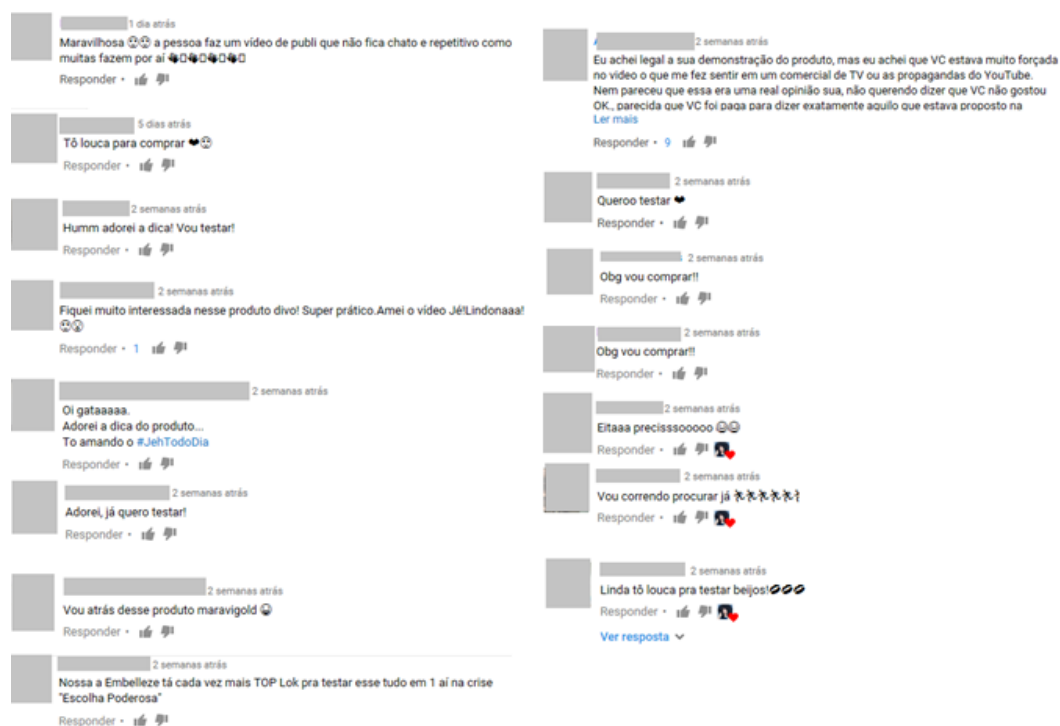 1 dia atrás
Maravilhosa 😍😍 a pessoa faz um vídeo de publi que não fica chato e repetitivo como
muitas fazem por aí
Responder •
5 dias atrás
Tô louca para comprar ❤😍
Responder •
2 semanas atrás
Humm adorei a dica! Vou testar!
Responder •
2 semanas atrás
Fiquei muito interessada nesse produto divo! Super prático.Amei o vídeo Jé!Lindonaaa!
Responder • 1
2 semanas atrás
Oi gataaaaa.
Adorei a dica do produto...
To amando o #JehTodoDia
Responder •
2 semanas atrás
Adorei, já quero testar!
Responder •
2 semanas atrás
Vou atrás desse produto maravigold
Responder •
2 semanas atrás
Nossa a Embelleze tá cada vez mais TOP Lok pra testar esse tudo em 1 aí na crise
"Escolha Poderosa"
Responder •
2 semanas atrás
Eu achei legal a sua demonstração do produto, mas eu achei que VC estava muito forçada
no video o que me fez sentir em um comercial de TV ou as propagandas do YouTube.
Nem pareceu que essa era uma real opinião sua, não querendo dizer que VC não gostou
OK., parecida que VC foi paga para dizer exatamente aquilo que estava proposto na
Ler mais
Responder • 9
2 semanas atrás
Queroo testar ❤
Responder •
2 semanas atrás
Obg vou comprar!!
Responder •
2 semanas atrás
Obg vou comprar!!
Responder •
2 semanas atrás
Eitaaa precisssooooo
Responder •
2 semanas atrás
Vou correndo procurar já
Responder •
2 semanas atrás
Linda tô louca pra testar beijos!
Responder •
Ver resposta